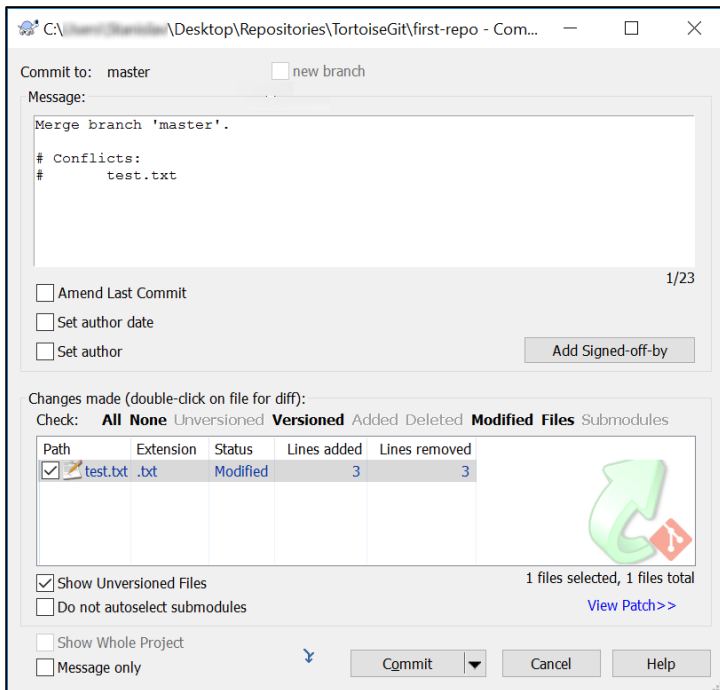 C:\ \Desktop\Repositories\TortoiseGit\first-repo - Com...
Commit to: master new branch
Message:
Merge branch 'master'.
# Conflicts:
# test.txt
1/23
Amend Last Commit
Set author date
Set author
Add Signed-off-by
Changes made (double-click on file for diff):
Check: All None Unversioned Versioned Added Deleted Modified Files Submodules
Path Extension Status Lines added Lines removed
test.txt .txt Modified 3 3
Show Unversioned Files
1 files selected, 1 files total
Do not autoselect submodules
View Patch>>
Show Whole Project
Message only
Commit Cancel Help